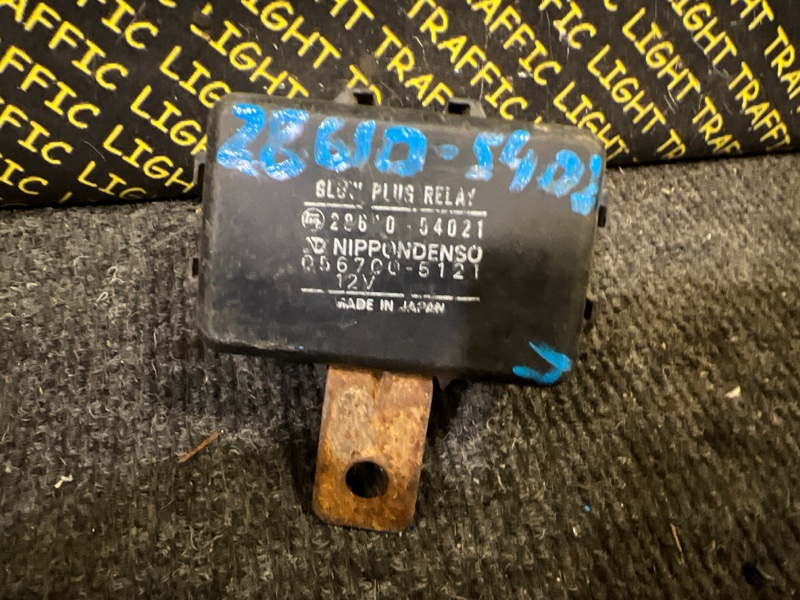 TRAFFIC LIGHT TRAFFIC LIGHT TRAFFIC LIGHT
28610-5402
GLOW PLUG RELAY
28610-54021
NIPPONDENSO
056700-5121
12V
MADE IN JAPAN